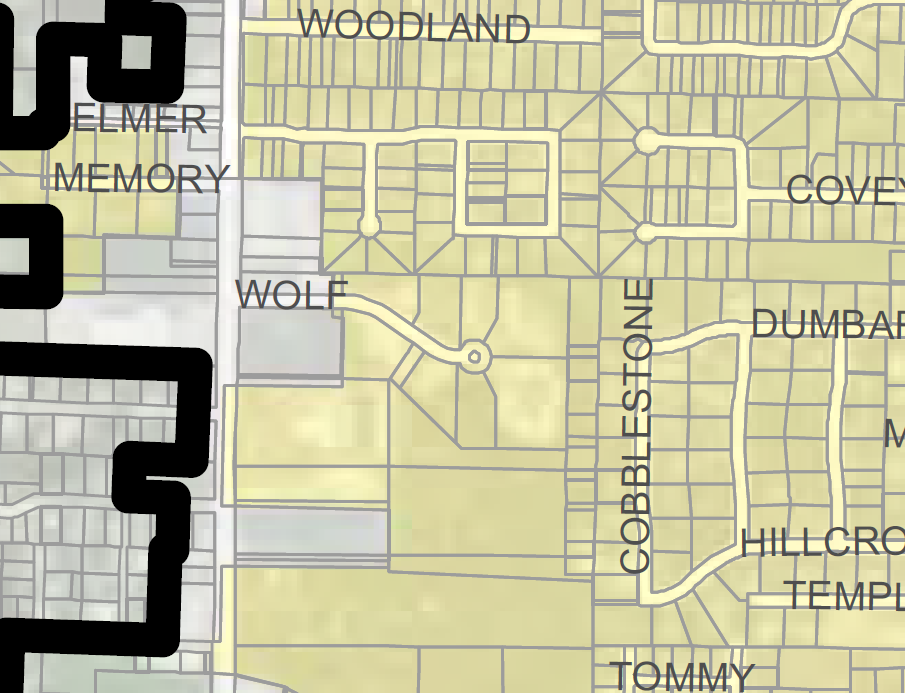 WOODLAND
ELMER
MEMORY
COVEY
WOLF
COBBLESTONE
DUMBAR
M
HILLCRO
TEMPL
TOMMY